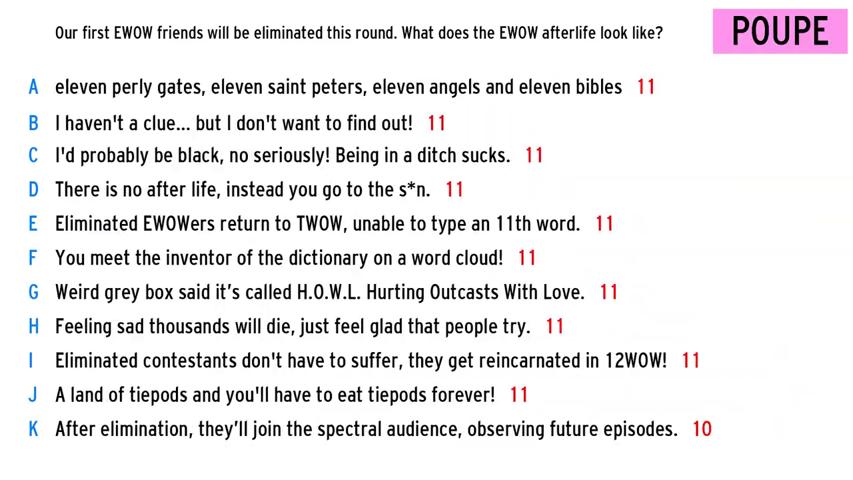 Our first EWOW friends will be eliminated this round. What does the EWOW afterlife look like?
POUPE
A eleven perly gates, eleven saint peters, eleven angels and eleven bibles 11
B I haven't a clue... but I don't want to find out! 11
C I'd probably be black, no seriously! Being in a ditch sucks. 11
D There is no after life, instead you go to the s*n. 11
E Eliminated EWOWers return to TWOW, unable to type an 11th word. 11
F You meet the inventor of the dictionary on a word cloud! 11
G Weird grey box said it's called H.O.W.L. Hurting Outcasts With Love. 11
H Feeling sad thousands will die, just feel glad that people try. 11
I Eliminated contestants don't have to suffer, they get reincarnated in 12WOW! 11
J A land of tiepods and you'll have to eat tiepods forever! 11
K After elimination, they'll join the spectral audience, observing future episodes. 10